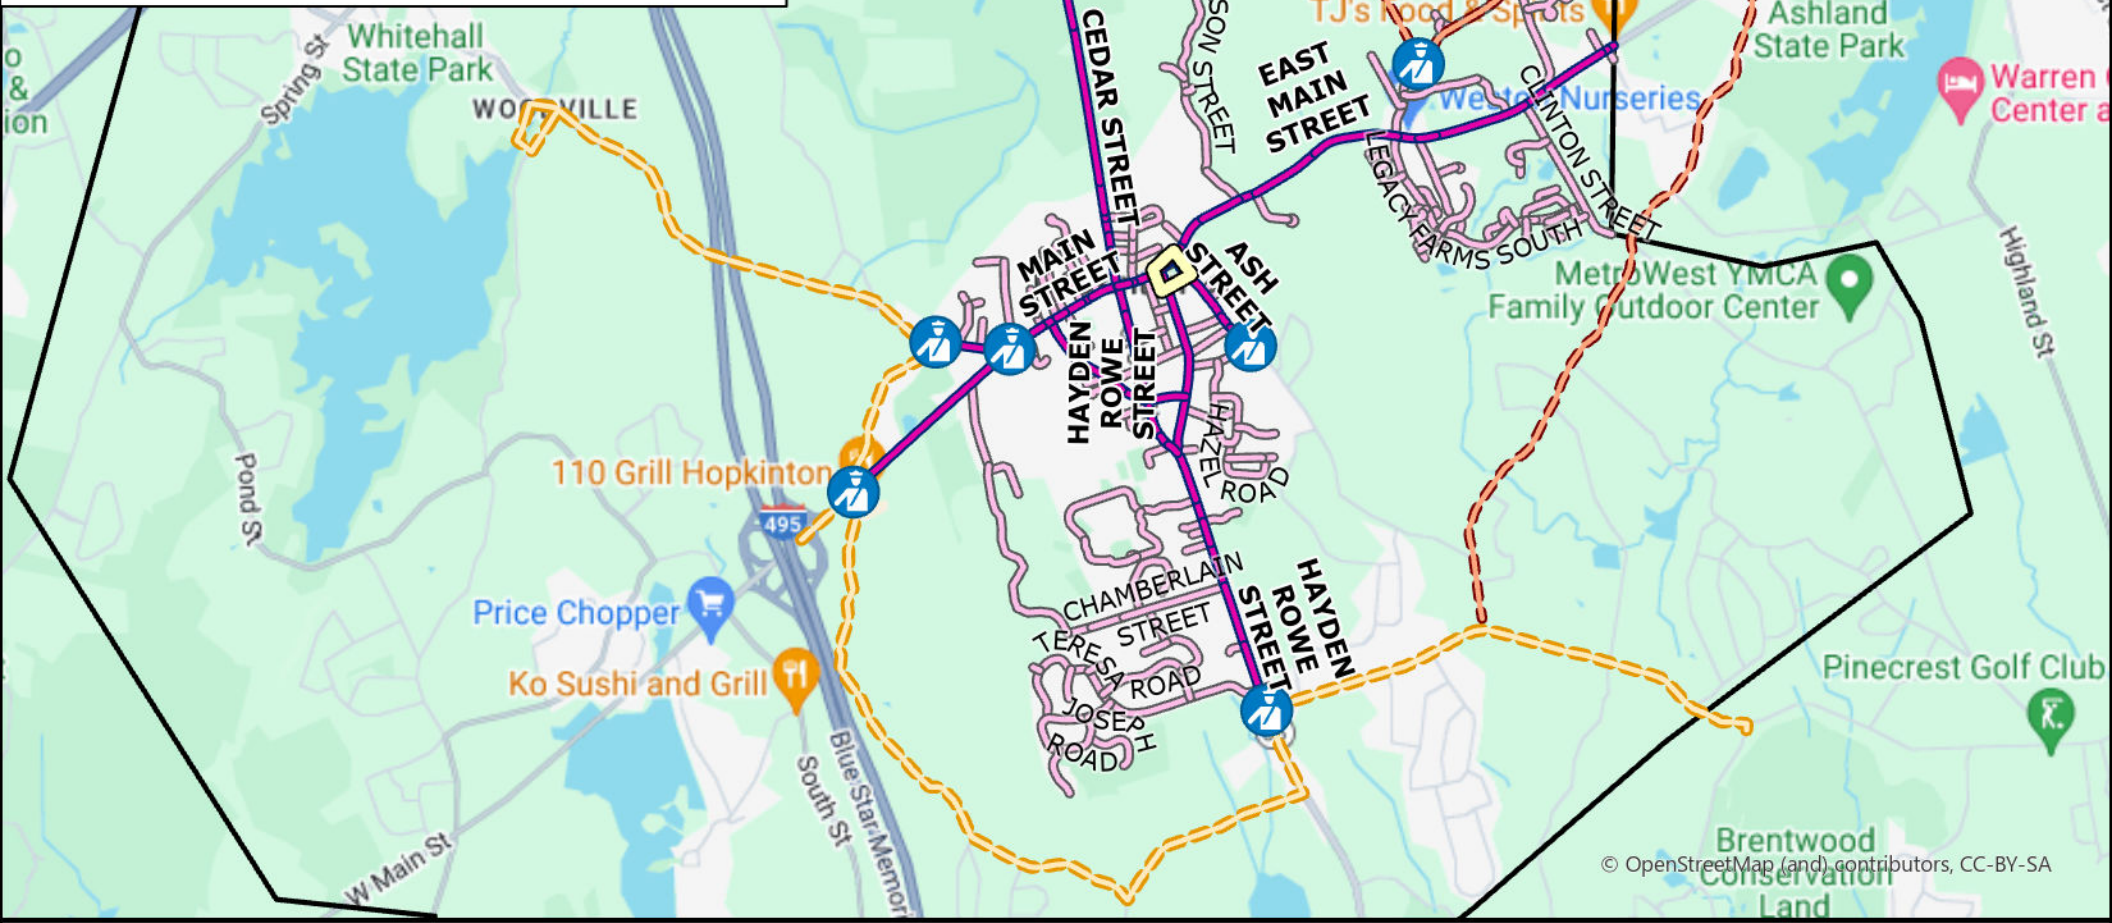 o
&
ion
Whitehall
State Park
Spring St
CEDAR STREET
SON STREET
EAST
MAIN
STREET
TJ's Food & Spirits
Ashland
State Park
Warren
Center a
Weston Nurseries
CLINTON STREET
LEGACY FARMS SOUTH
MAIN
STREET
ASH
STREET
MetroWest YMCA
Family Outdoor Center
Highland St
HAYDEN
ROWE
STREET
HAZEL
ROAD
110 Grill Hopkinton
495
Pond St
Price Chopper
CHAMBERLAIN
STREET
HAYDEN
ROWE
STREET
TERESA
ROAD
JOSEPH
ROAD
Ko Sushi and Grill
Pinecrest Golf Club
Blue Star Memori
South St
W Main St
Brentwood
© OpenStreetMap (and) contributors, CC-BY-SA
Conservation
Land